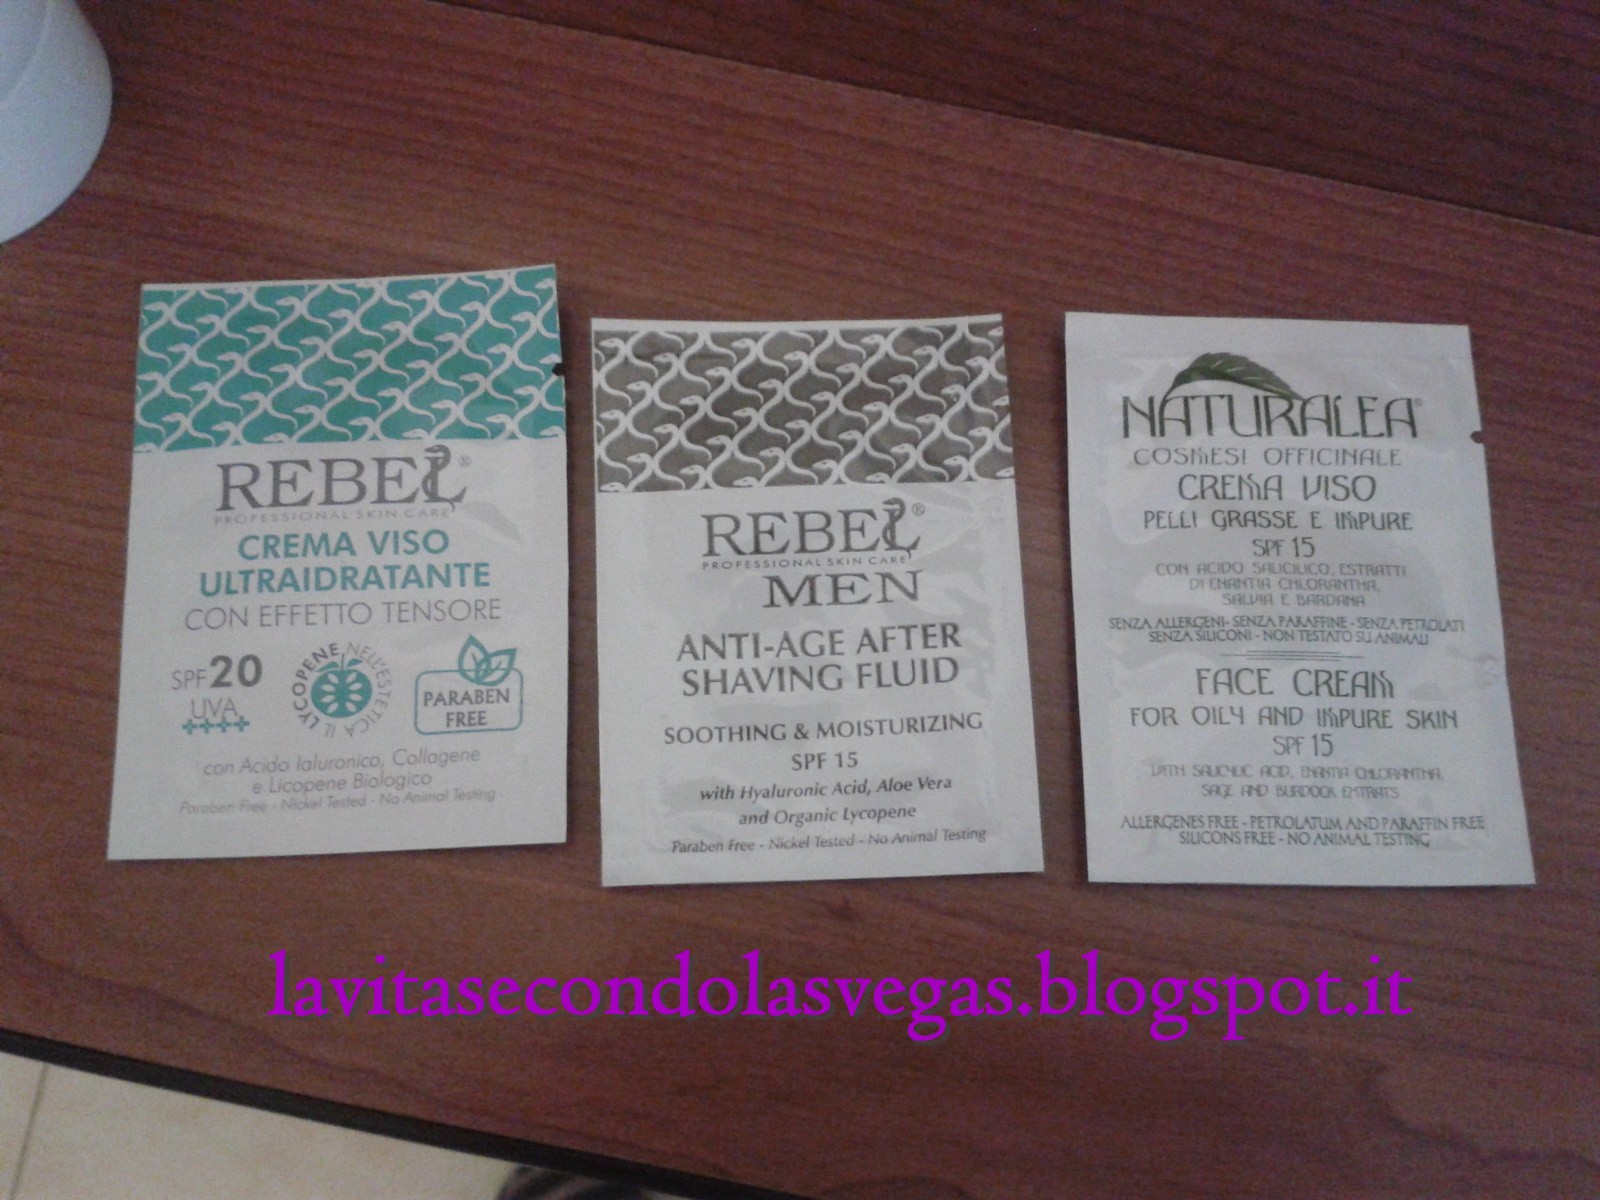 REBEL®
PROFESSIONAL SKIN CARE
CREMA VISO
ULTRAIDRATANTE
CON EFFETTO TENSORE
SPF 20
UVA
++++
IL LYCOPENE NELL'ESTETICA
PARABEN
FREE
con Acido Ialuronico, Collagene
e Licopene Biologico
Paraben Free - Nickel Tested - No Animal Testing
REBEL®
PROFESSIONAL SKIN CARE
MEN
ANTI-AGE AFTER
SHAVING FLUID
SOOTHING & MOISTURIZING
SPF 15
with Hyaluronic Acid, Aloe Vera
and Organic Lycopene
Paraben Free - Nickel Tested - No Animal Testing
NATURALEA®
COSMESI OFFICINALE
CREMA VISO
PELLI GRASSE E IMPURE
SPF 15
CON ACIDO SALICILICO, ESTRATTI
DI ENANTIA CHLORANTHA,
SALVIA E BARDANA
SENZA ALLERGENI - SENZA PARAFFINE - SENZA PETROLATI
SENZA SILICONI - NON TESTATO SU ANIMALI
FACE CREAM
FOR OILY AND IMPURE SKIN
SPF 15
WITH SALICYLIC ACID, ENANTIA CHLORANTHA,
SAGE AND BURDOCK EXTRATS
ALLERGENES FREE - PETROLATUM AND PARAFFIN FREE
SILICONS FREE - NO ANIMAL TESTING
lavitasecondolasvegas.blogspot.it